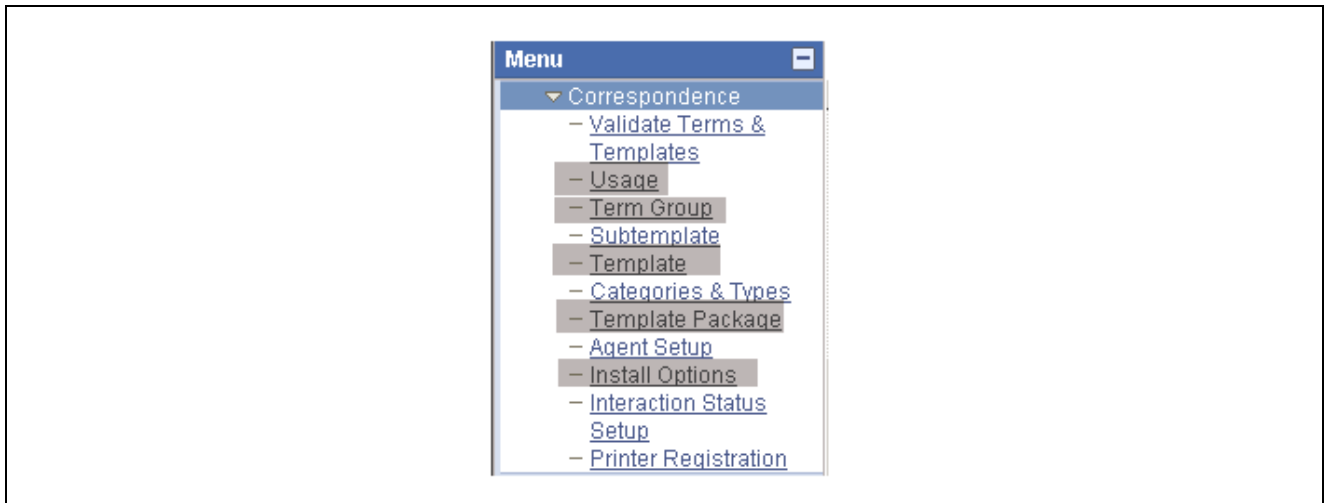 Menu
Correspondence
– Validate Terms &
Templates
– Usage
– Term Group
– Subtemplate
– Template
– Categories & Types
– Template Package
– Agent Setup
– Install Options
– Interaction Status
Setup
– Printer Registration